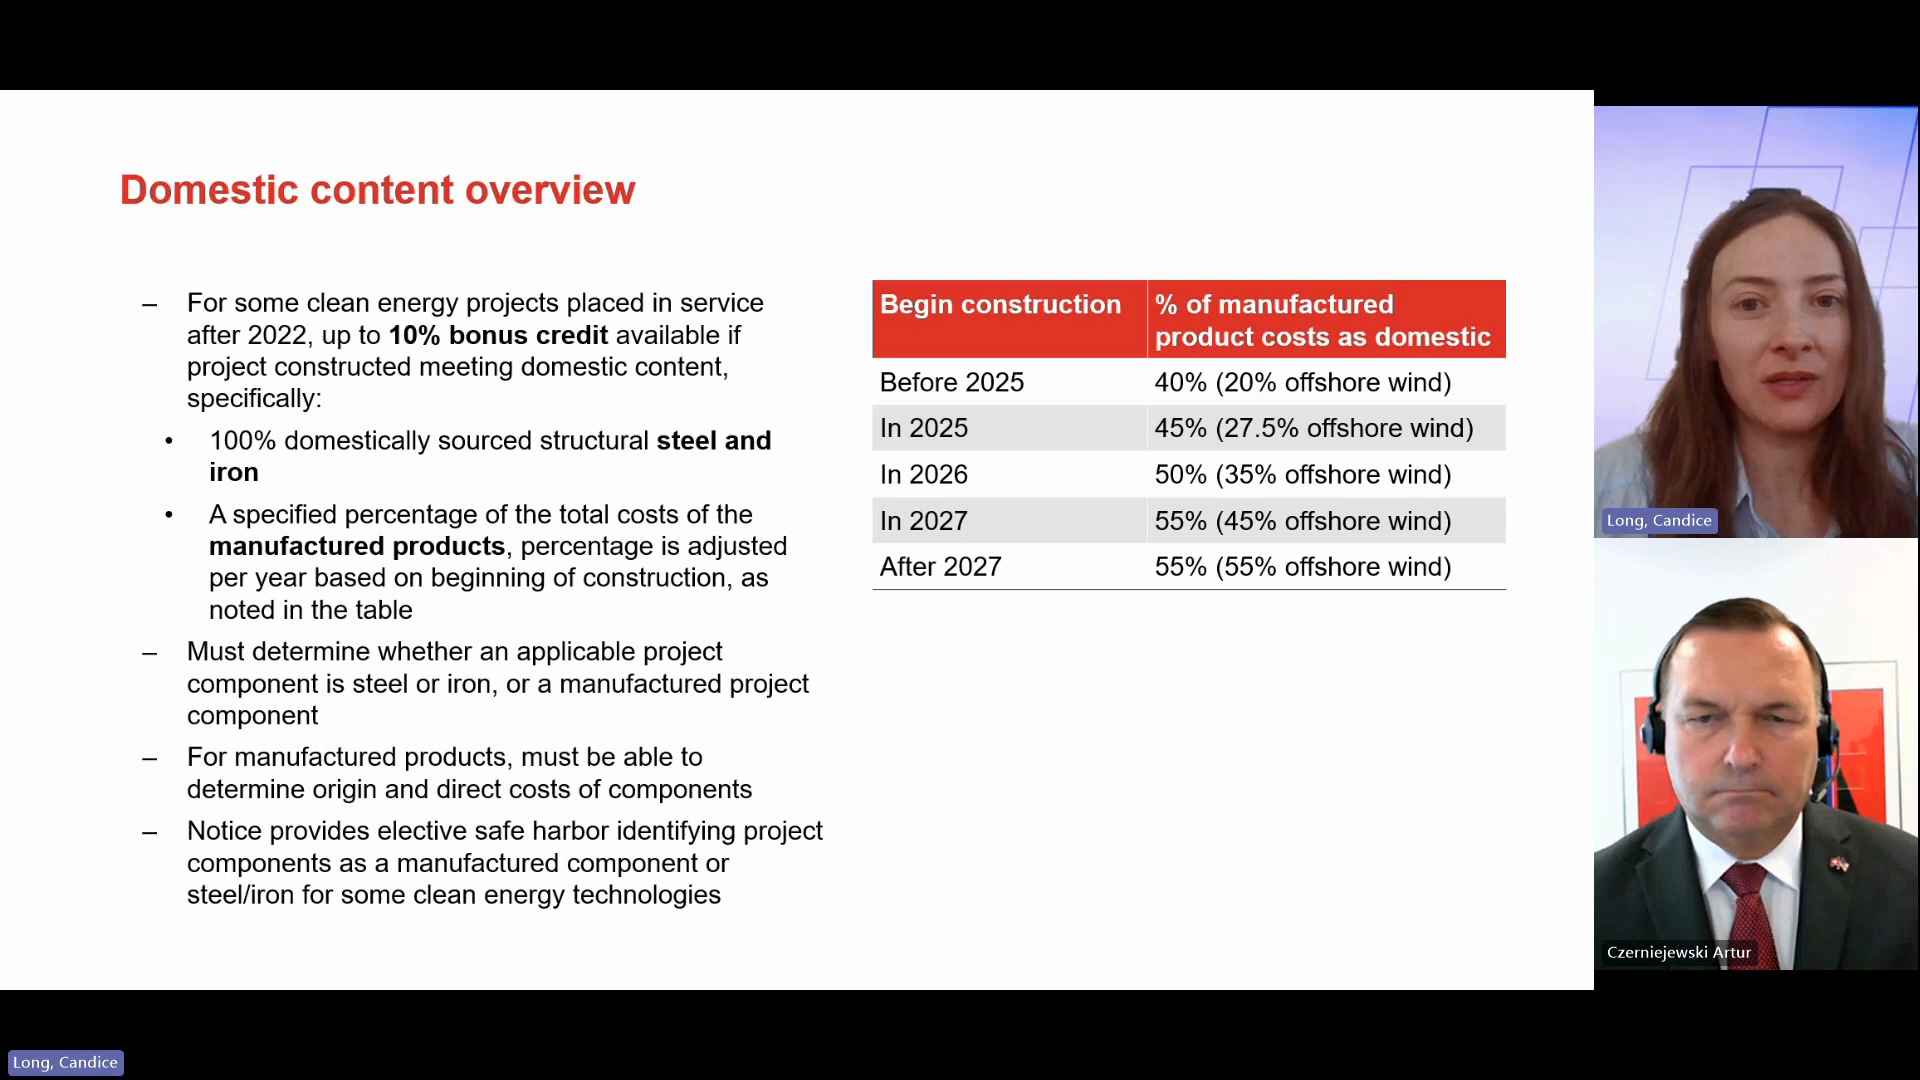 Domestic content overview
– For some clean energy projects placed in service
after 2022, up to 10% bonus credit available if
project constructed meeting domestic content,
specifically:
• 100% domestically sourced structural steel and
iron
• A specified percentage of the total costs of the
manufactured products, percentage is adjusted
per year based on beginning of construction, as
noted in the table
– Must determine whether an applicable project
component is steel or iron, or a manufactured project
component
– For manufactured products, must be able to
determine origin and direct costs of components
– Notice provides elective safe harbor identifying project
components as a manufactured component or
steel/iron for some clean energy technologies
Begin construction
% of manufactured
product costs as domestic
Before 2025 40% (20% offshore wind)
In 2025 45% (27.5% offshore wind)
In 2026 50% (35% offshore wind)
In 2027 55% (45% offshore wind)
After 2027 55% (55% offshore wind)
Long, Candice
Czerniejewski Artur
Long, Candice